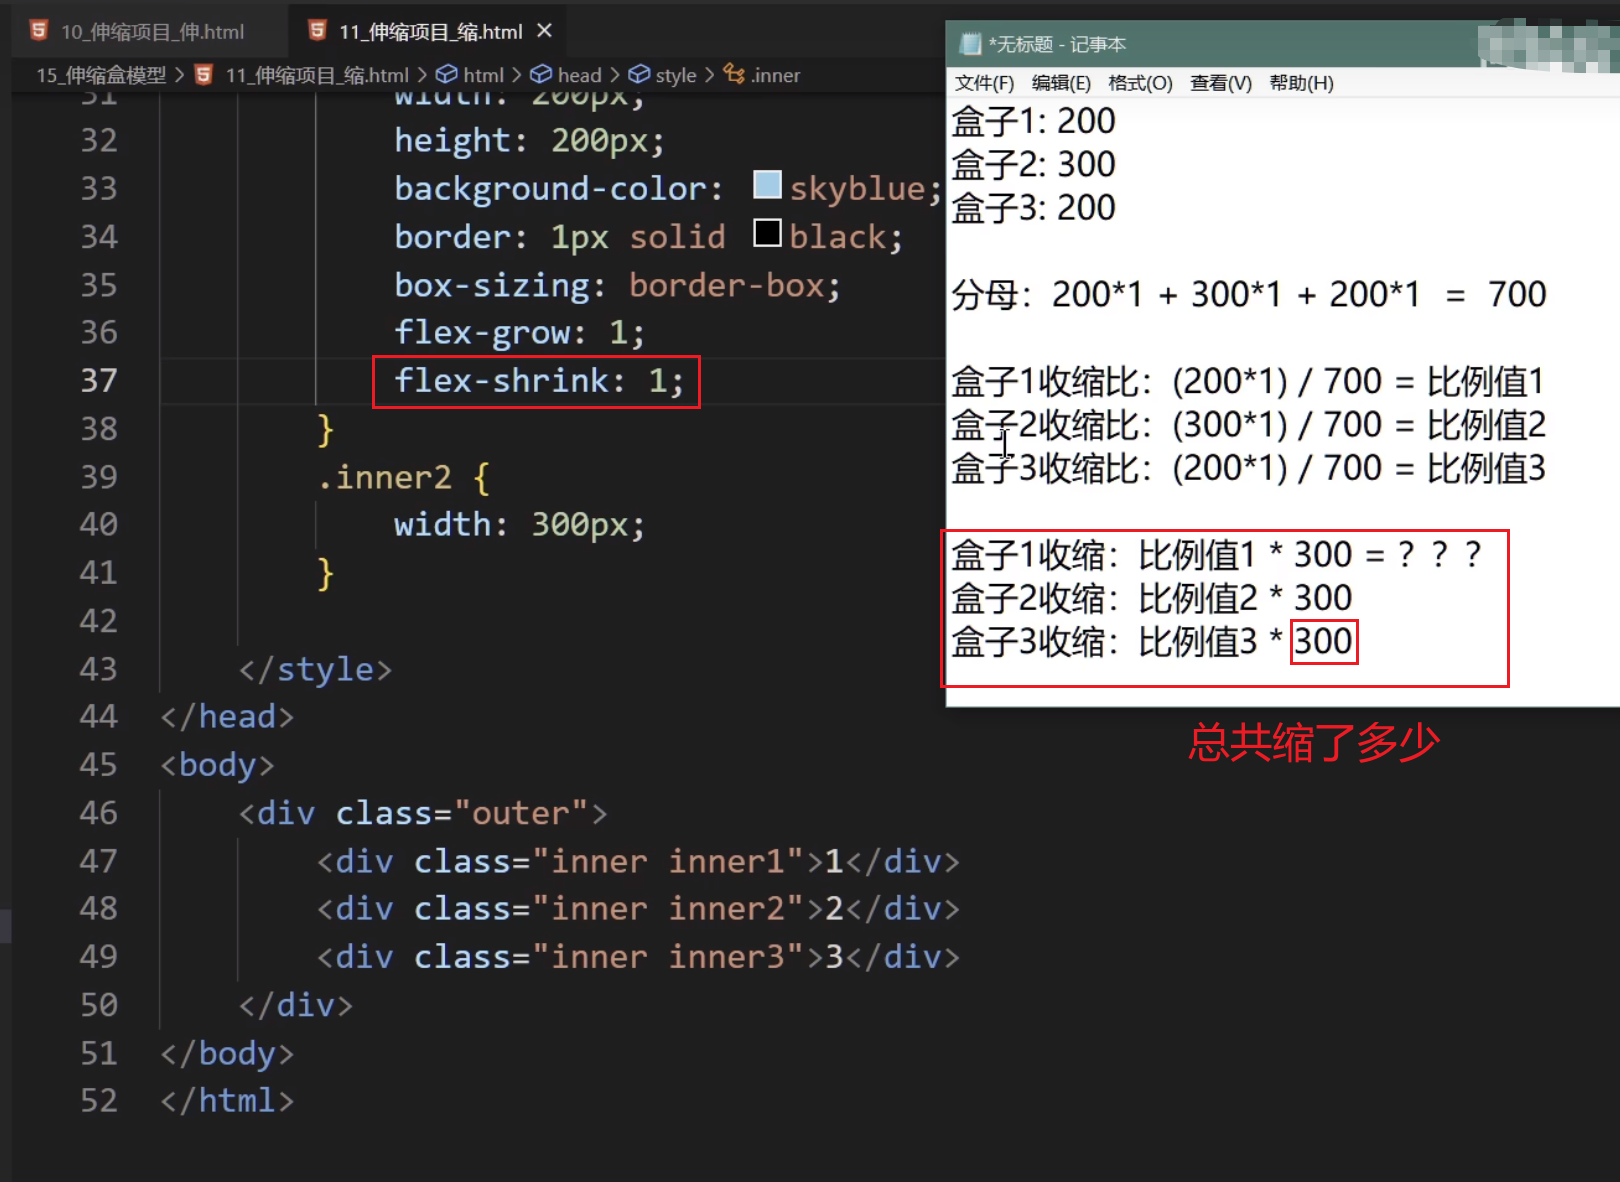 10_伸缩项目_伸.html
11_伸缩项目_缩.html
15_伸缩盒模型 > 11_伸缩项目_缩.html > html > head > style > .inner
31 width: 200px;
32 height: 200px;
33 background-color: skyblue;
34 border: 1px solid black;
35 box-sizing: border-box;
36 flex-grow: 1;
37 flex-shrink: 1;
38 }
39 .inner2 {
40 width: 300px;
41 }
42
43 </style>
44 </head>
45 <body>
46 <div class="outer">
47 <div class="inner inner1">1</div>
48 <div class="inner inner2">2</div>
49 <div class="inner inner3">3</div>
50 </div>
51 </body>
52 </html>
*无标题 - 记事本
文件(F) 编辑(E) 格式(O) 查看(V) 帮助(H)
盒子1: 200
盒子2: 300
盒子3: 200
分母：200*1 + 300*1 + 200*1 = 700
盒子1收缩比：(200*1) / 700 = 比例值1
盒子2收缩比：(300*1) / 700 = 比例值2
盒子3收缩比：(200*1) / 700 = 比例值3
盒子1收缩：比例值1 * 300 = ? ? ?
盒子2收缩：比例值2 * 300
盒子3收缩：比例值3 * 300
总共缩了多少